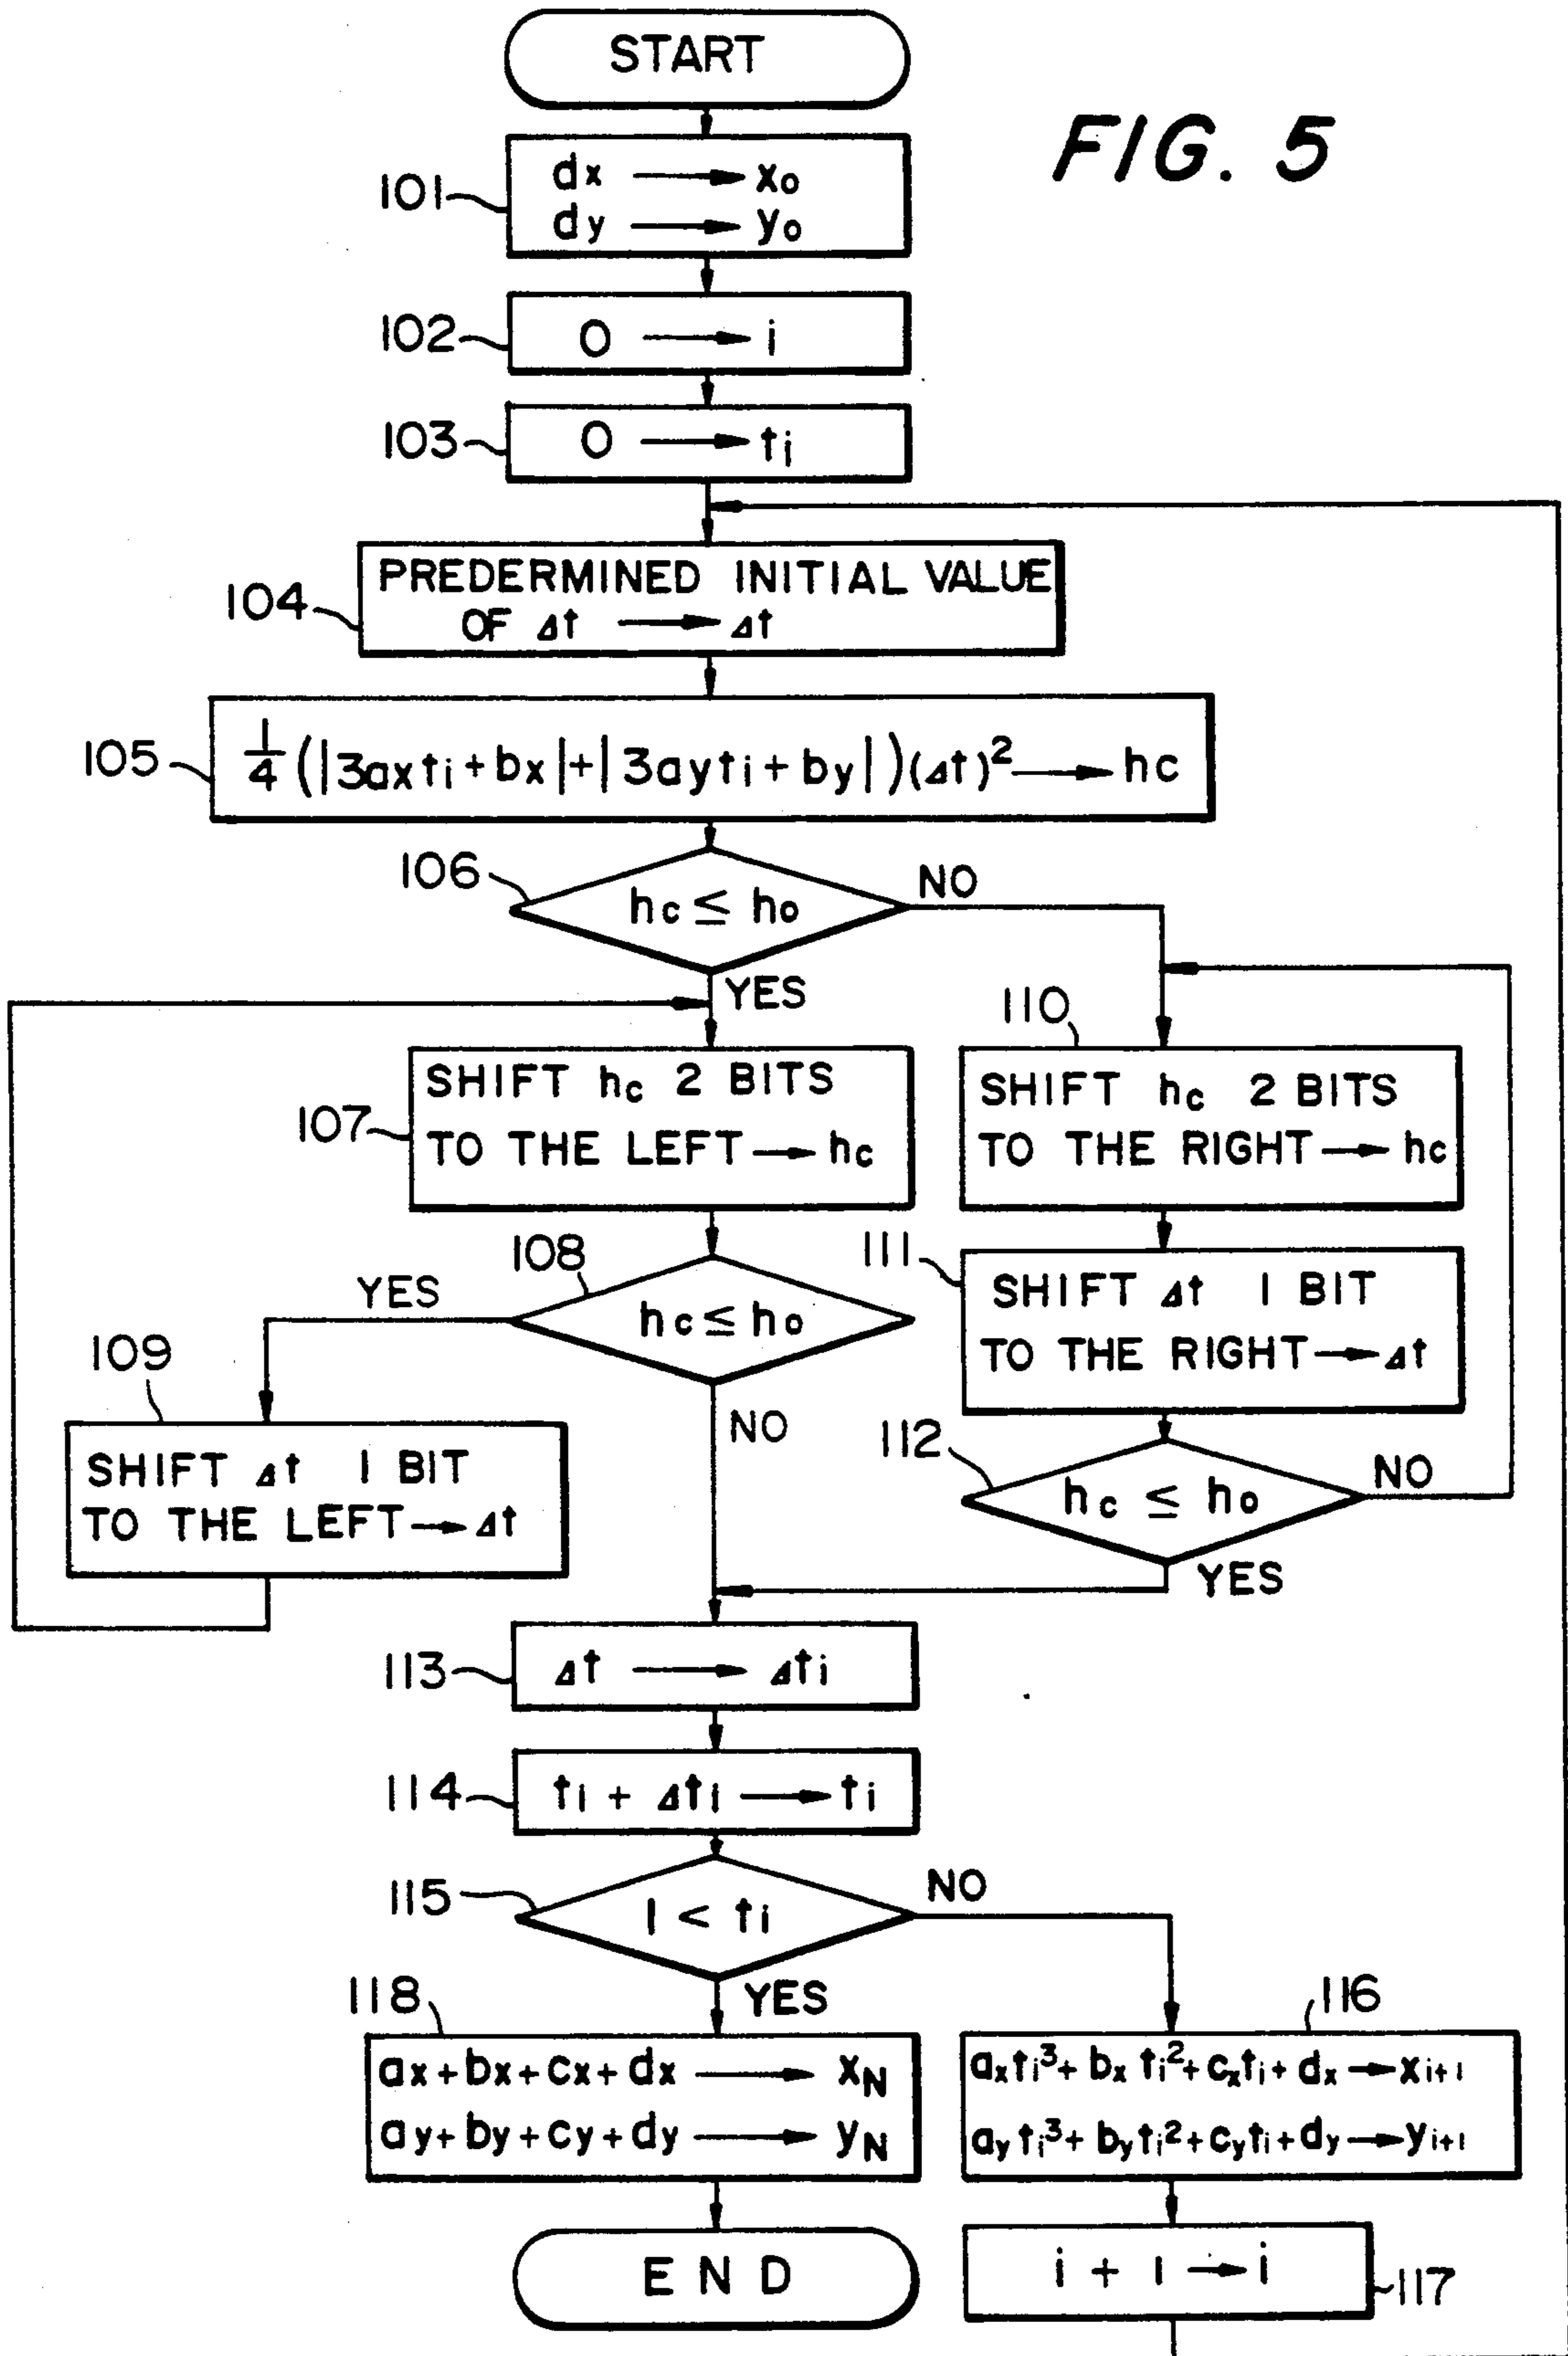 START
FIG. 5
101
dx → x₀
dy → y₀
102
0 → i
103
0 → ti
104
PREDERMINED INITIAL VALUE
OF Δt → Δt
105
1/4 (|3axti + bx| + |3ayti + by|)(Δt)² → hc
106
hc ≤ ho
NO
YES
107
SHIFT hc 2 BITS
TO THE LEFT → hc
110
SHIFT hc 2 BITS
TO THE RIGHT → hc
108
hc ≤ ho
YES
NO
111
SHIFT Δt 1 BIT
TO THE RIGHT → Δt
109
SHIFT Δt 1 BIT
TO THE LEFT → Δt
112
hc ≤ ho
NO
YES
113
Δt → Δti
114
ti + Δti → ti
115
1 < ti
NO
YES
118
ax + bx + cx + dx → xN
ay + by + cy + dy → yN
116
axti³ + bxti² + cxti + dx → xi+1
ayti³ + byti² + cyti + dy → yi+1
END
i + 1 → i
117